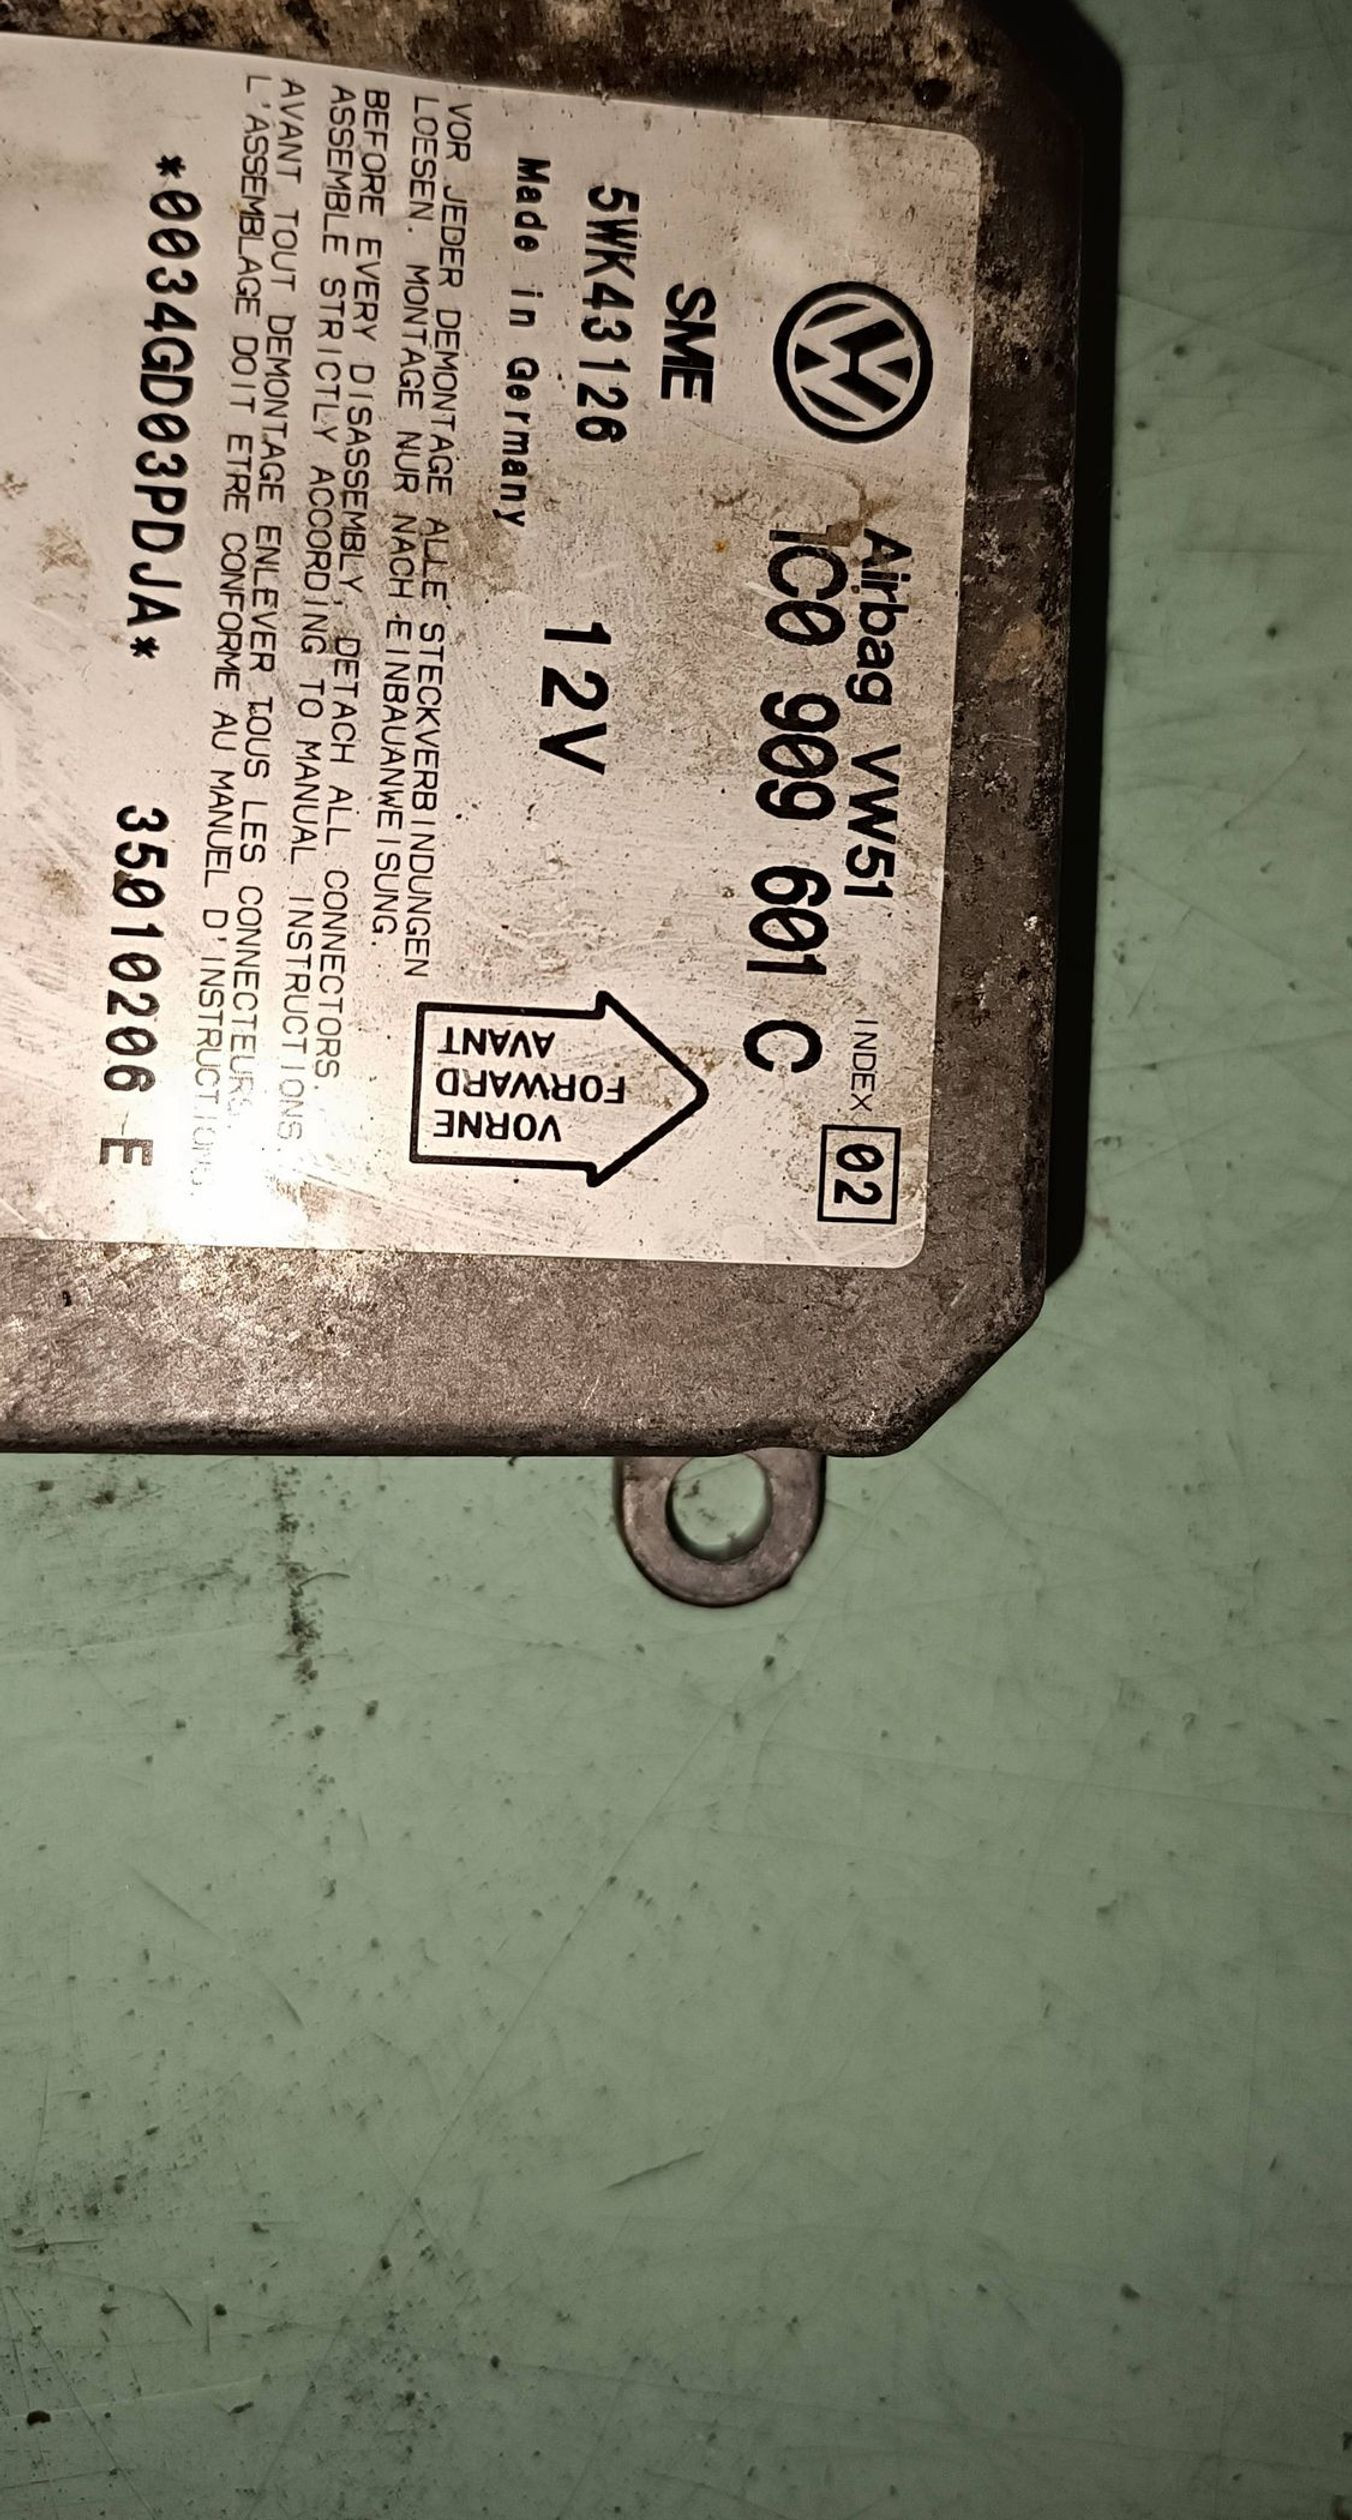 Airbag VW51 INDEX 02
1C0 909 601 C
SME
5WK43126 12V
Made in Germany
VORNE
FORWARD
AVANT
VOR JEDER DEMONTAGE ALLE STECKVERBINDUNGEN
LOESEN. MONTAGE NUR NACH EINBAUANWEISUNG.
BEFORE EVERY DISASSEMBLY, DETACH ALL CONNECTORS.
ASSEMBLE STRICTLY ACCORDING TO MANUAL INSTRUCTIONS.
AVANT TOUT DEMONTAGE ENLEVER TOUS LES CONNECTEURS
L'ASSEMBLAGE DOIT ETRE CONFORME AU MANUEL D'INSTRUCTIONS.
*0034GD03PDJA* 35010206 E